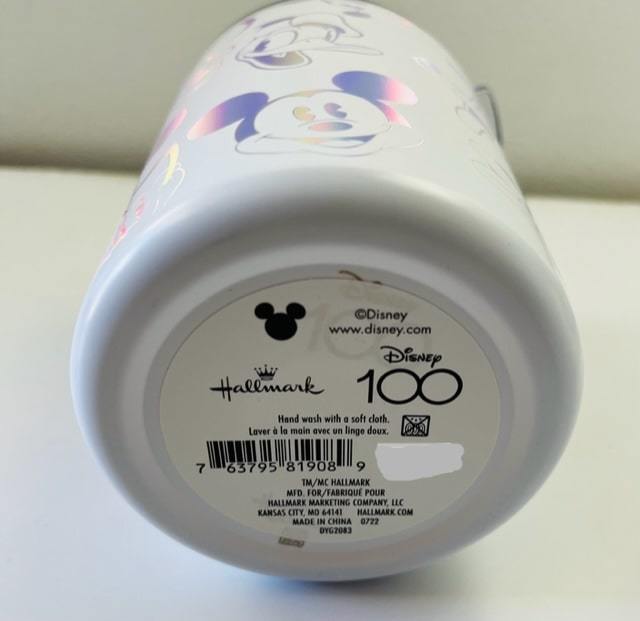 ©Disney
www.disney.com
Hallmark
Disney
100
Hand wash with a soft cloth.
Laver à la main avec un linge doux.
7 63795 81908 9
TM/MC HALLMARK
MFD. FOR/FABRIQUÉ POUR
HALLMARK MARKETING COMPANY, LLC
KANSAS CITY, MO 64141 HALLMARK.COM
MADE IN CHINA 0722
DYG2083